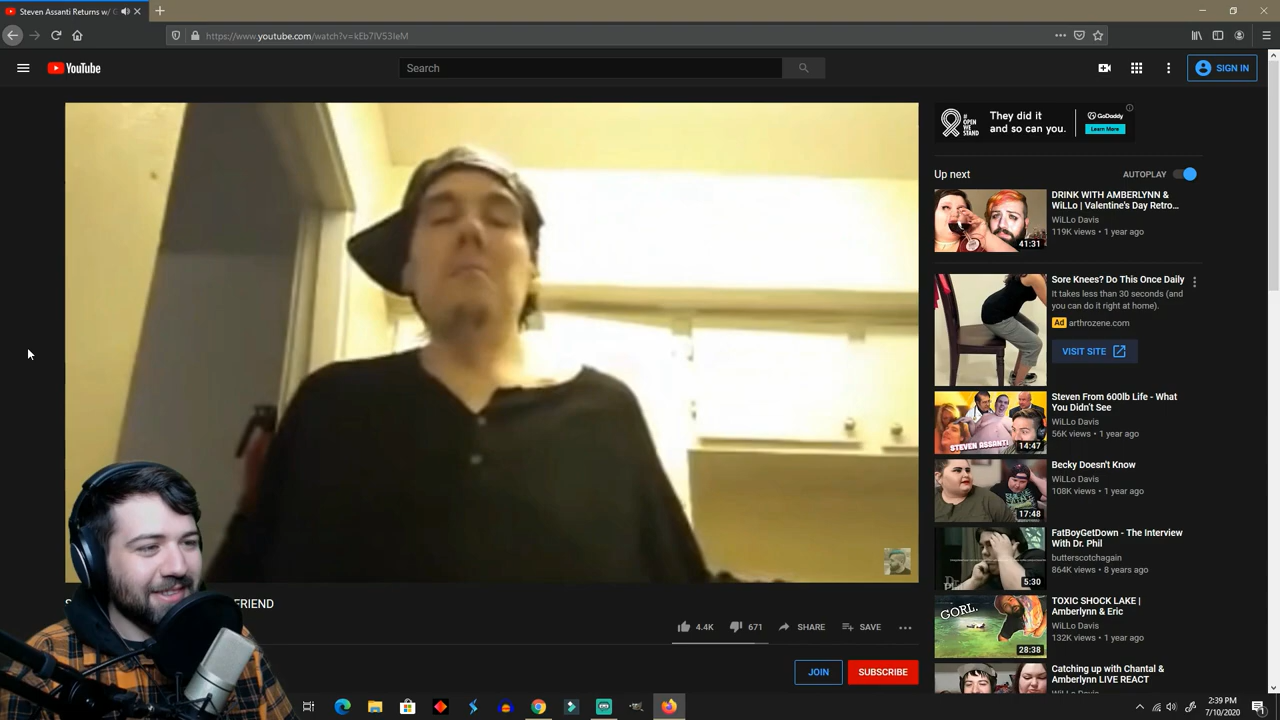 Steven Assanti Returns w/ G
https://www.youtube.com/watch?v=kEb7lVS3IeM
YouTube
Search
SIGN IN
They did it
and so can you.
GoDaddy
Learn More
Up next
AUTOPLAY
DRINK WITH AMBERLYNN &
WiLLo | Valentine's Day Retro...
WiLLo Davis
119K views • 1 year ago
41:31
Sore Knees? Do This Once Daily
It takes less than 30 seconds (and
you can do it right at home).
Ad arthrozene.com
VISIT SITE
Steven From 600lb Life - What
You Didn't See
WiLLo Davis
56K views • 1 year ago
STEVEN ASSANTI
14:47
Becky Doesn't Know
WiLLo Davis
108K views • 1 year ago
17:48
FatBoyGetDown - The Interview
With Dr. Phil
butterscotchagain
864K views • 8 years ago
5:30
TOXIC SHOCK LAKE |
Amberlynn & Eric
WiLLo Davis
132K views • 1 year ago
GORL.
28:38
Catching up with Chantal &
Amberlynn LIVE REACT
WiLLo Davis
S
FRIEND
4.4K
671
SHARE
SAVE
JOIN
SUBSCRIBE
2:39 PM
7/10/2020